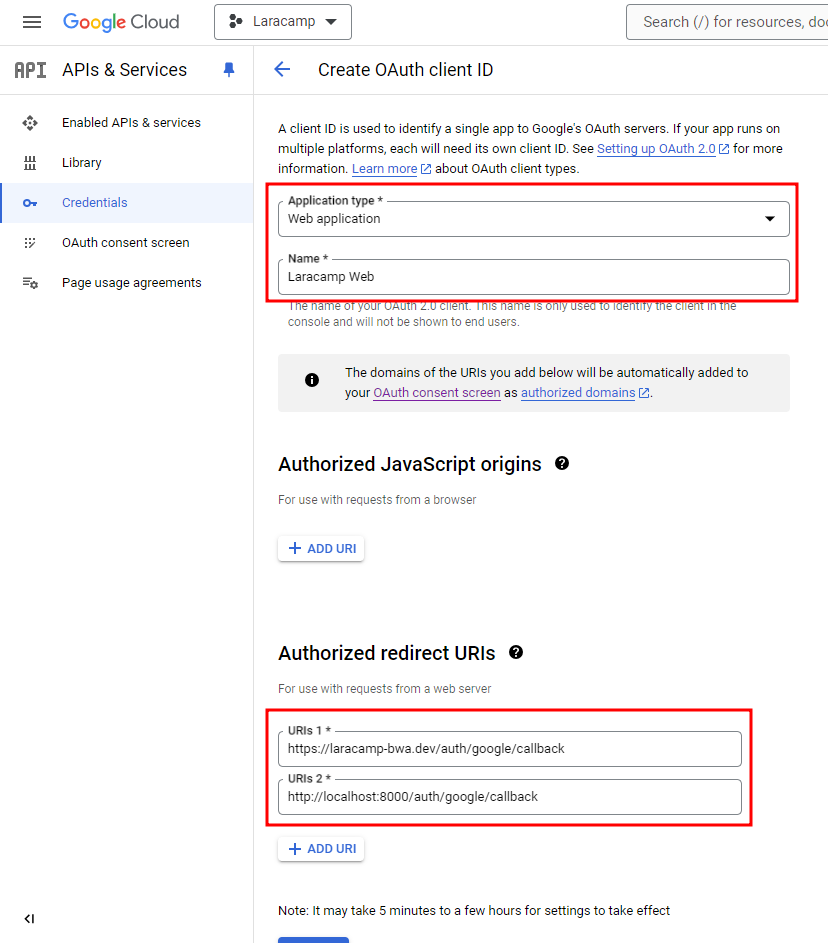 Google Cloud
Laracamp
Search (/) for resources, doc
API
APIs & Services
Create OAuth client ID
Enabled APIs & services
Library
Credentials
OAuth consent screen
Page usage agreements
A client ID is used to identify a single app to Google's OAuth servers. If your app runs on
multiple platforms, each will need its own client ID. See Setting up OAuth 2.0 for more
information. Learn more about OAuth client types.
Application type *
Web application
Name *
Laracamp Web
The name of your OAuth 2.0 client. This name is only used to identify the client in the
console and will not be shown to end users.
The domains of the URIs you add below will be automatically added to
your OAuth consent screen as authorized domains.
Authorized JavaScript origins
For use with requests from a browser
ADD URI
Authorized redirect URIs
For use with requests from a web server
URIs 1 *
https://laracamp-bwa.dev/auth/google/callback
URIs 2 *
http://localhost:8000/auth/google/callback
ADD URI
Note: It may take 5 minutes to a few hours for settings to take effect